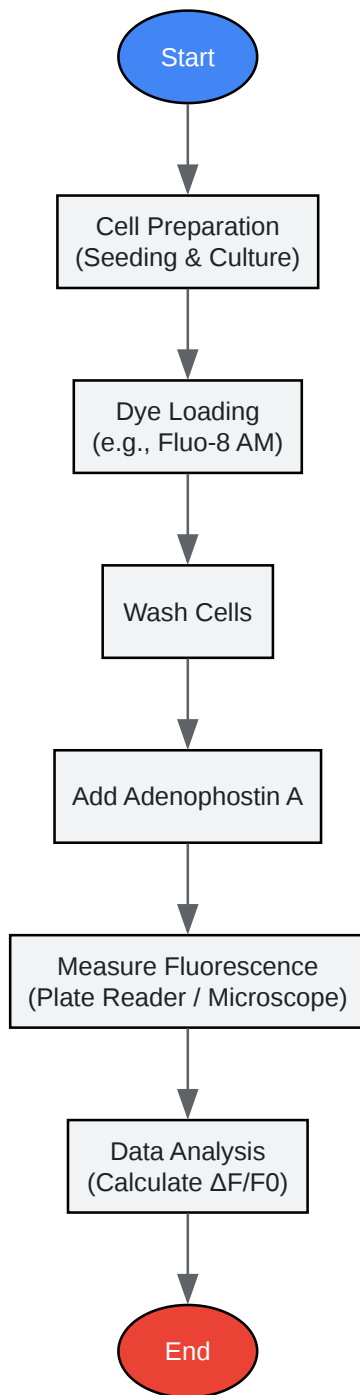 Start
Cell Preparation
(Seeding & Culture)
Dye Loading
(e.g., Fluo-8 AM)
Wash Cells
Add Adenophostin A
Measure Fluorescence
(Plate Reader / Microscope)
Data Analysis
(Calculate ΔF/F0)
End